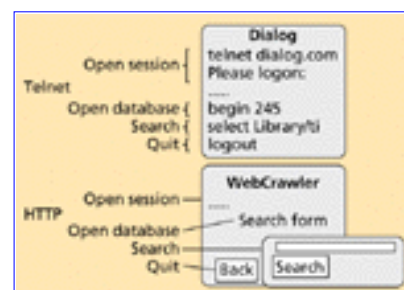 Dialog
Open session { telnet dialog.com
Please logon:
Telnet
.....
Open database { begin 245
Search { select Library/ti
Quit { logout
WebCrawler
Open session
.....
HTTP
Search form
Open database
Search
Quit
Back
Search